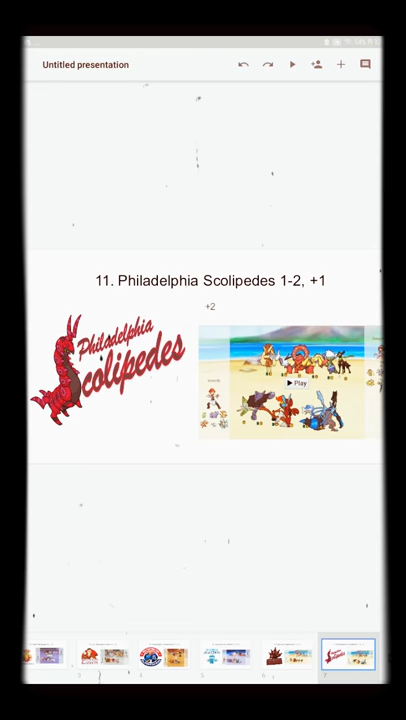 Untitled presentation
11. Philadelphia Scolipedes 1-2, +1
+2
Philadelphia
Scolipedes
Play